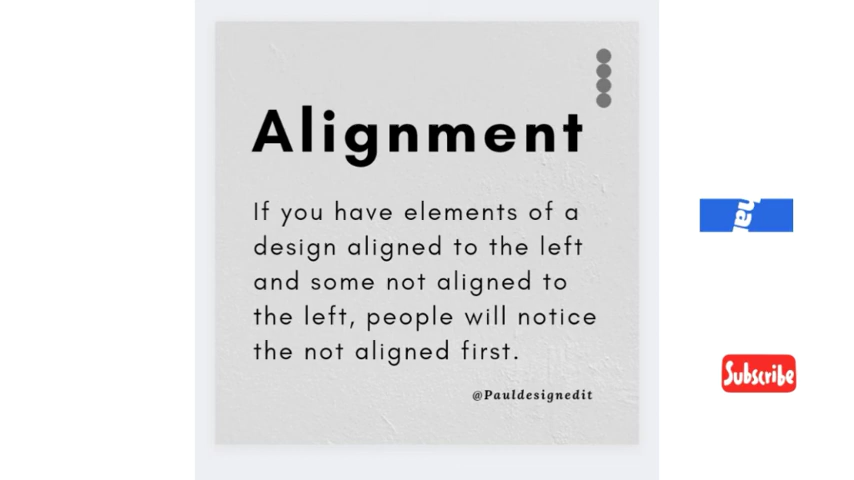 Alignment
If you have elements of a
design aligned to the left
and some not aligned to
the left, people will notice
the not aligned first.
@Pauldesignedit
Subscribe